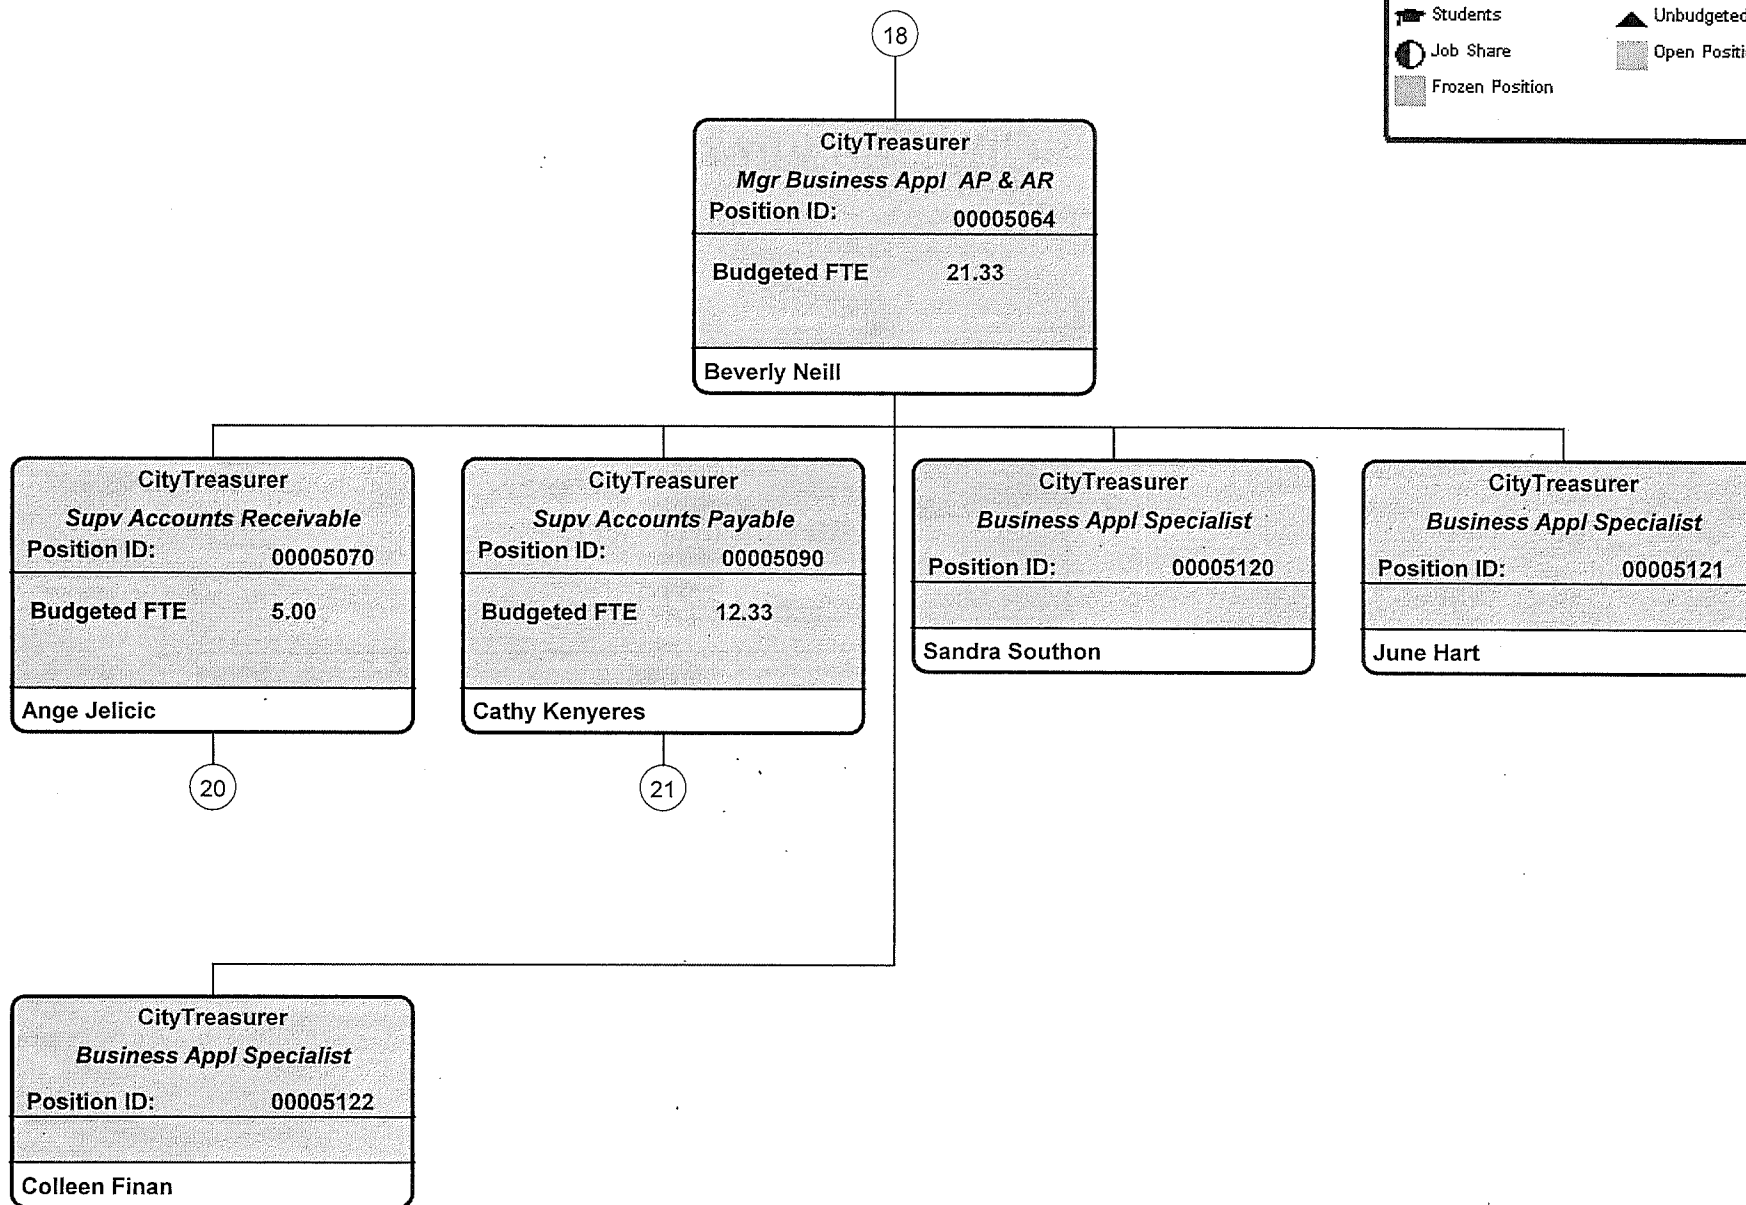 Students
Unbudgeted
Job Share
Frozen Position
18
CityTreasurer
Mgr Business Appl AP & AR
Position ID: 00005064
Budgeted FTE 21.33
Beverly Neill
CityTreasurer
Supv Accounts Receivable
Position ID: 00005070
Budgeted FTE 5.00
Ange Jelicic
20
CityTreasurer
Supv Accounts Payable
Position ID: 00005090
Budgeted FTE 12.33
Cathy Kenyeres
21
CityTreasurer
Business Appl Specialist
Position ID: 00005120
Sandra Southon
CityTreasurer
Business Appl Specialist
Position ID: 00005121
June Hart
CityTreasurer
Business Appl Specialist
Position ID: 00005122
Colleen Finan
Open Positi